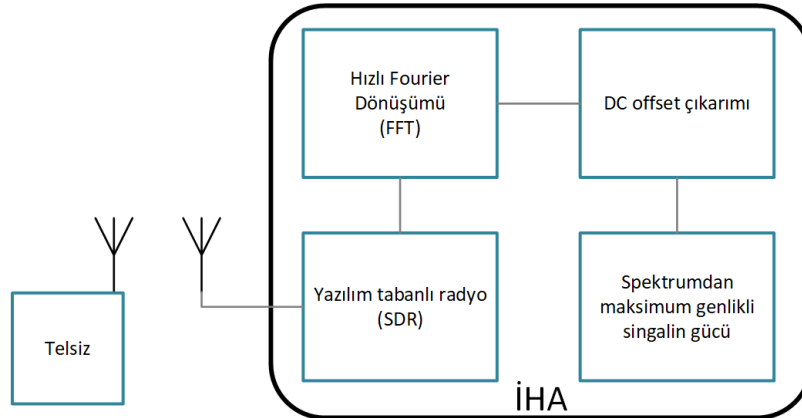 Hızlı Fourier
Dönüşümü
(FFT)
DC offset çıkarımı
Yazılım tabanlı radyo
(SDR)
Spektrumdan
maksimum genlikli
singalin gücü
Telsiz
İHA